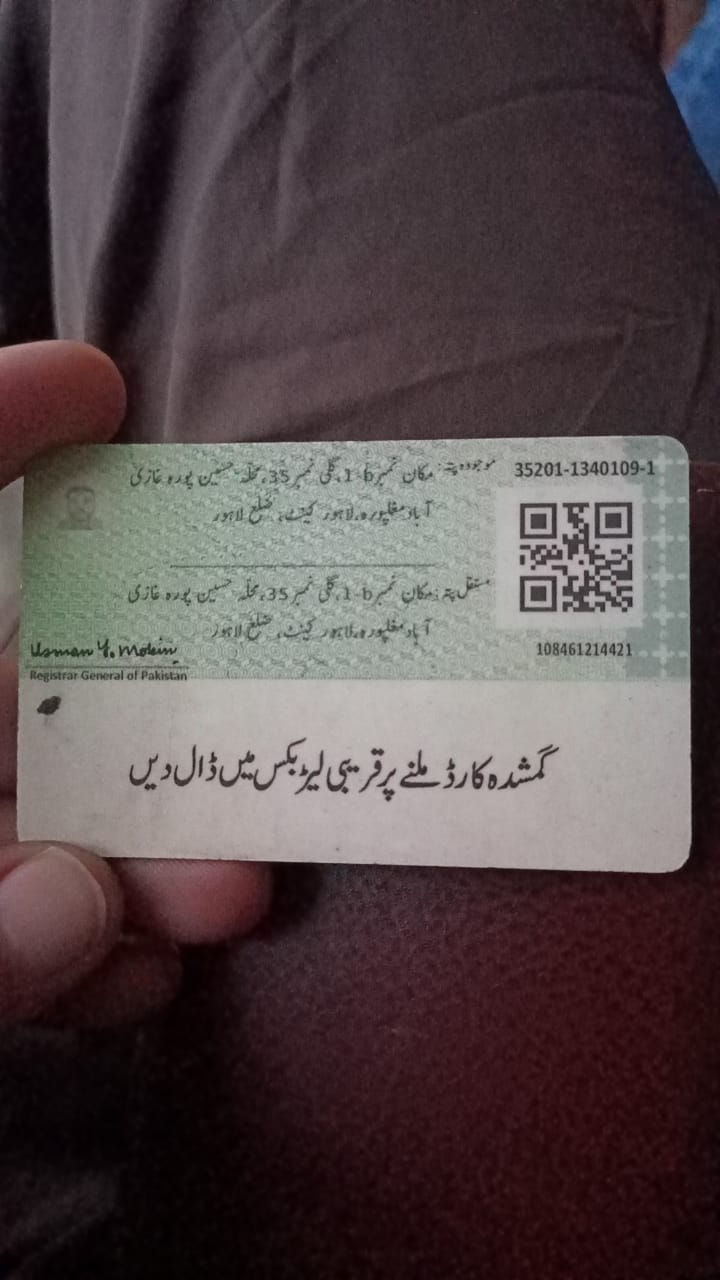 35201-1340109-1
موجودہ پتہ: مکان نمبر 1-b، گلی نمبر 35، محلہ حسین پورہ غازی
آباد مغلپورہ، لاہور کینٹ، ضلع لاہور
مستقل پتہ: مکان نمبر 1-b، گلی نمبر 35، محلہ حسین پورہ غازی
آباد مغلپورہ، لاہور کینٹ، ضلع لاہور
108461214421
Usman Y. Mobin
Registrar General of Pakistan
گمشدہ کارڈ ملنے پر قریبی لیٹر بکس میں ڈال دیں